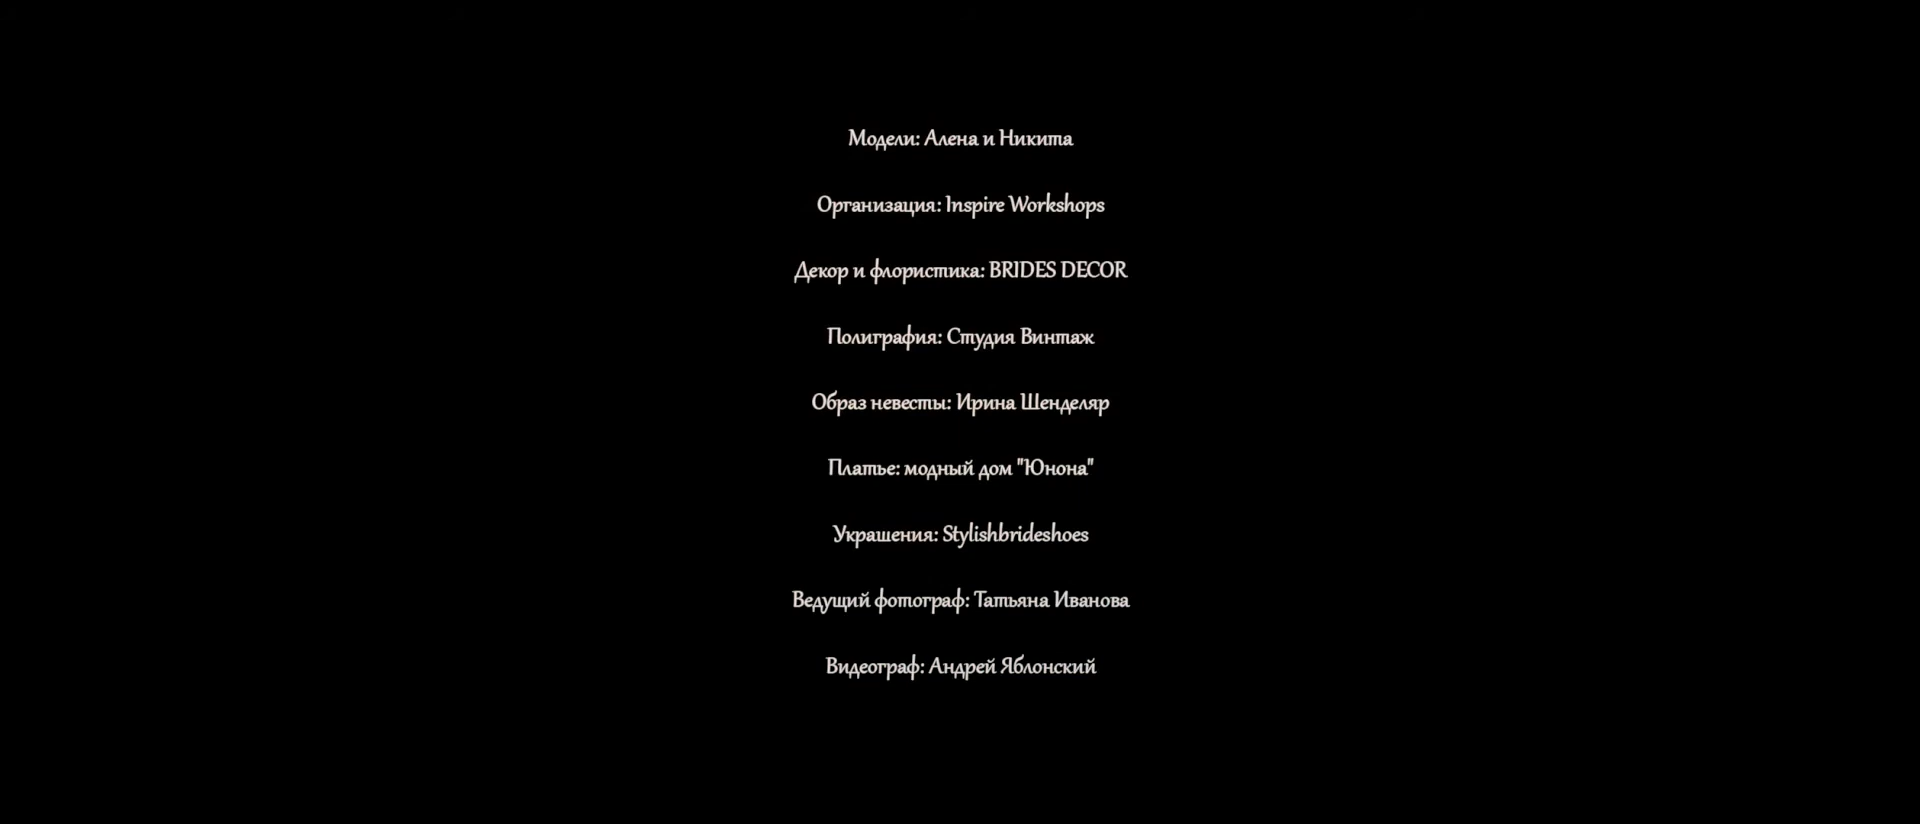 Модели: Алена и Никита
Организация: Inspire Workshops
Декор и флористика: BRIDES DECOR
Полиграфия: Студия Винтаж
Образ невесты: Ирина Шенделяр
Платье: модный дом "Юнона"
Украшения: Stylishbrideshoes
Ведущий фотограф: Татьяна Иванова
Видеограф: Андрей Яблонский